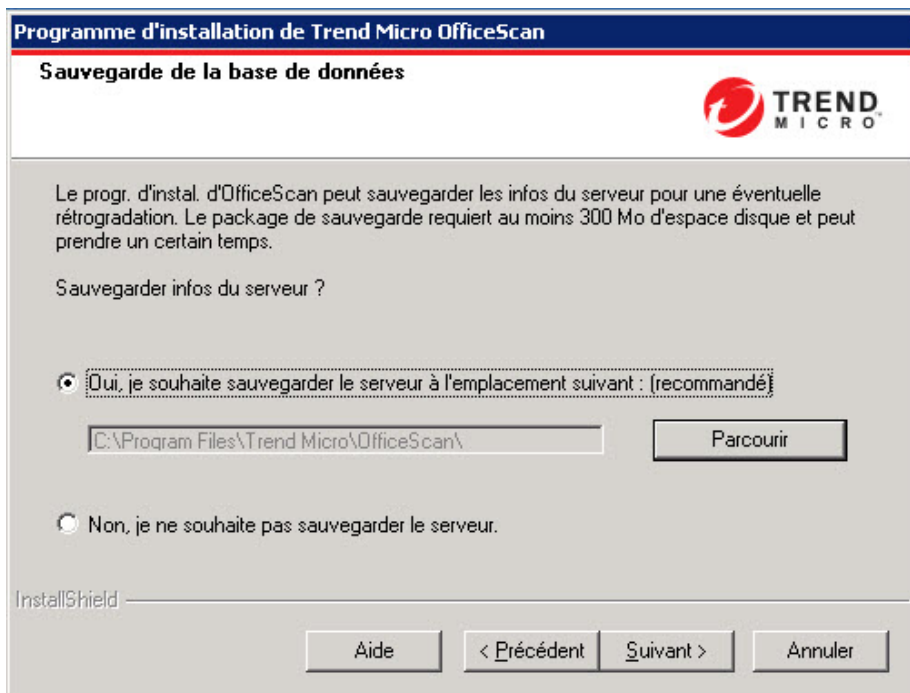 Programme d'installation de Trend Micro OfficeScan
Sauvegarde de la base de données
TREND
MICRO
Le progr. d'instal. d'OfficeScan peut sauvegarder les infos du serveur pour une éventuelle
rétrogradation. Le package de sauvegarde requiert au moins 300 Mo d'espace disque et peut
prendre un certain temps.
Sauvegarder infos du serveur ?
Oui, je souhaite sauvegarder le serveur à l'emplacement suivant : (recommandé)
C:\Program Files\Trend Micro\OfficeScan\
Parcourir
Non, je ne souhaite pas sauvegarder le serveur.
InstallShield
Aide
< Précédent
Suivant >
Annuler